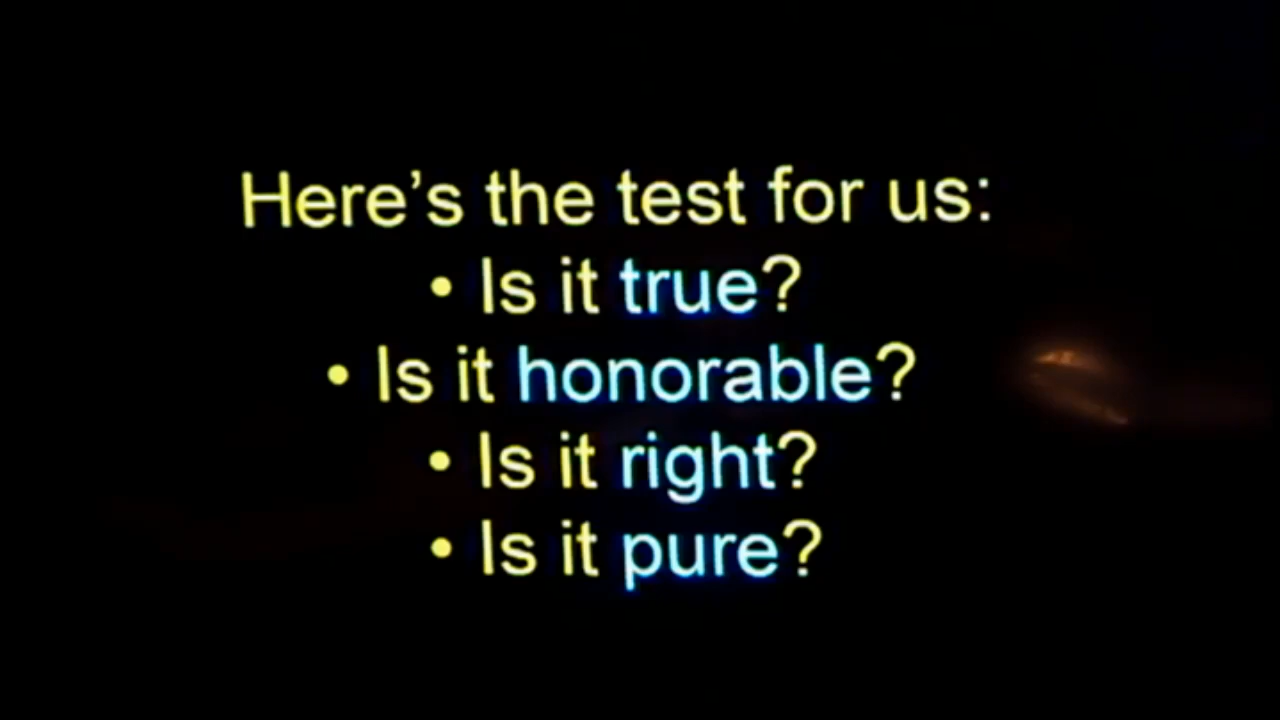 Here's the test for us:
• Is it true?
• Is it honorable?
• Is it right?
• Is it pure?